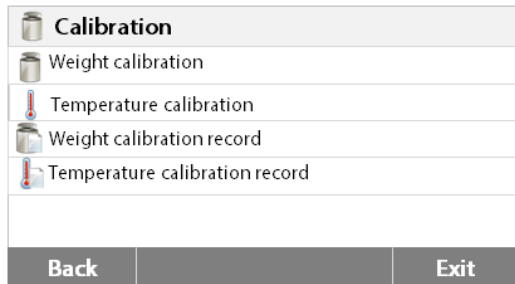 Calibration
Weight calibration
Temperature calibration
Weight calibration record
Temperature calibration record
Back Exit